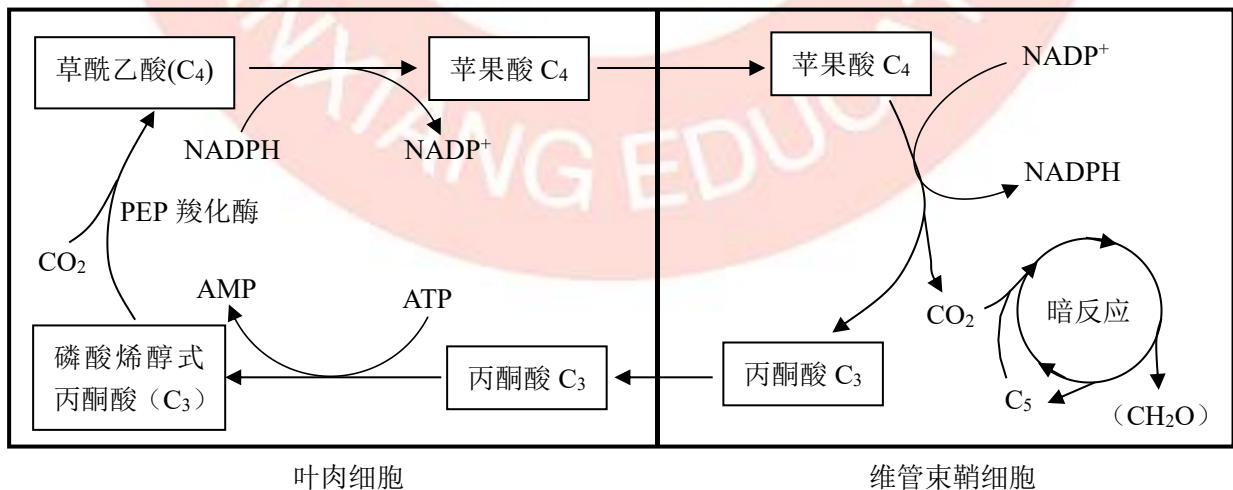 草酰乙酸(C₄)
苹果酸 C₄
苹果酸 C₄
NADP⁺
NADPH
NADP⁺
NADPH
PEP 羧化酶
CO₂
AMP
ATP
CO₂
暗反应
磷酸烯醇式
丙酮酸（C₃）
丙酮酸 C₃
丙酮酸 C₃
C₅
（CH₂O）
叶肉细胞
维管束鞘细胞
NXIANG EDUCAT